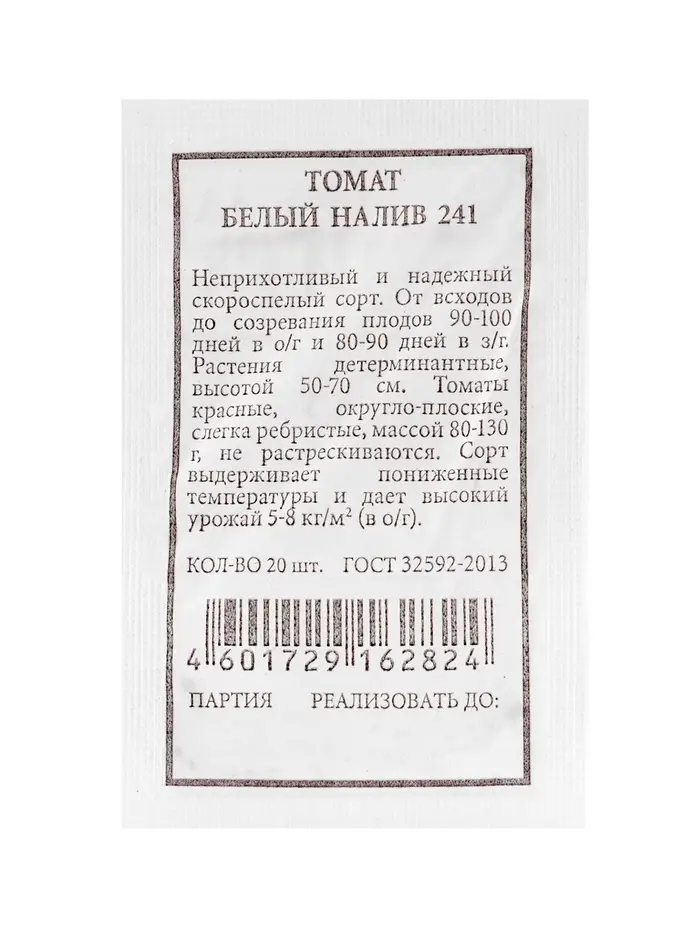 ТОМАТ
БЕЛЫЙ НАЛИВ 241
Неприхотливый и надежный
скороспелый сорт. От всходов
до созревания плодов 90-100
дней в о/г и 80-90 дней в з/г.
Растения детерминантные,
высотой 50-70 см. Томаты
красные, округло-плоские,
слегка ребристые, массой 80-130
г, не растрескиваются. Сорт
выдерживает пониженные
температуры и дает высокий
урожай 5-8 кг/м² (в о/г).
КОЛ-ВО 20 шт. ГОСТ 32592-2013
4 601729 162824
ПАРТИЯ РЕАЛИЗОВАТЬ ДО: